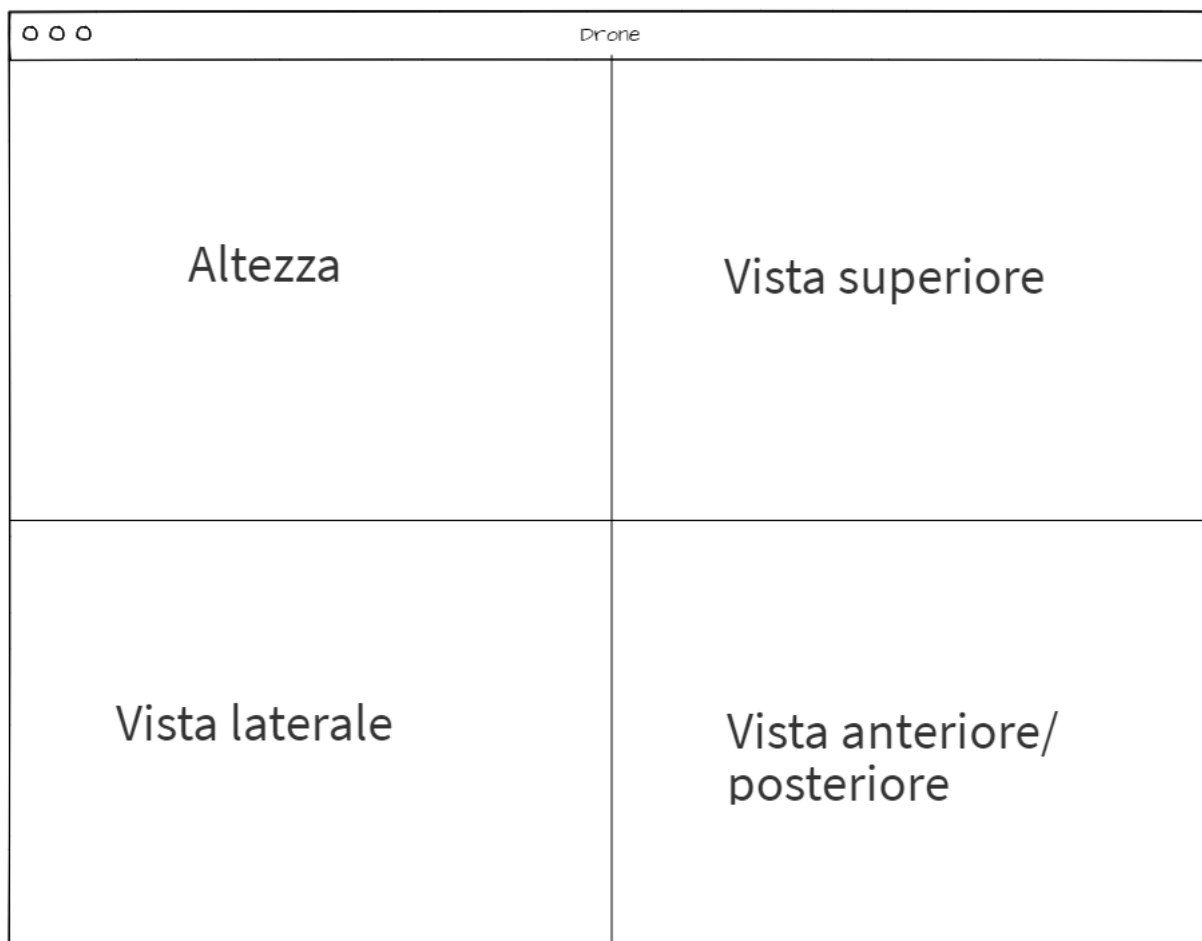 Drone
Altezza
Vista superiore
Vista laterale
Vista anteriore/
posteriore